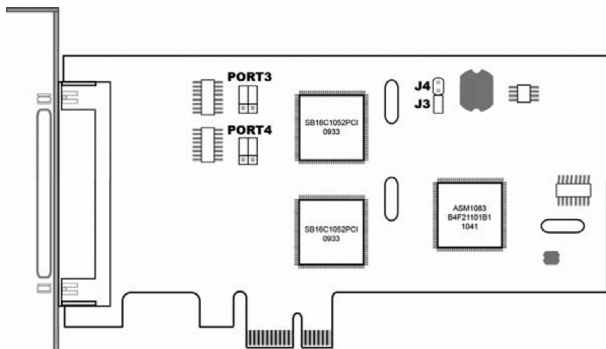 PORT3
PORT4
J4
J3
SB16C1052PCI
0933
SB16C1052PCI
0933
ASM1083
B4F21101B1
1041